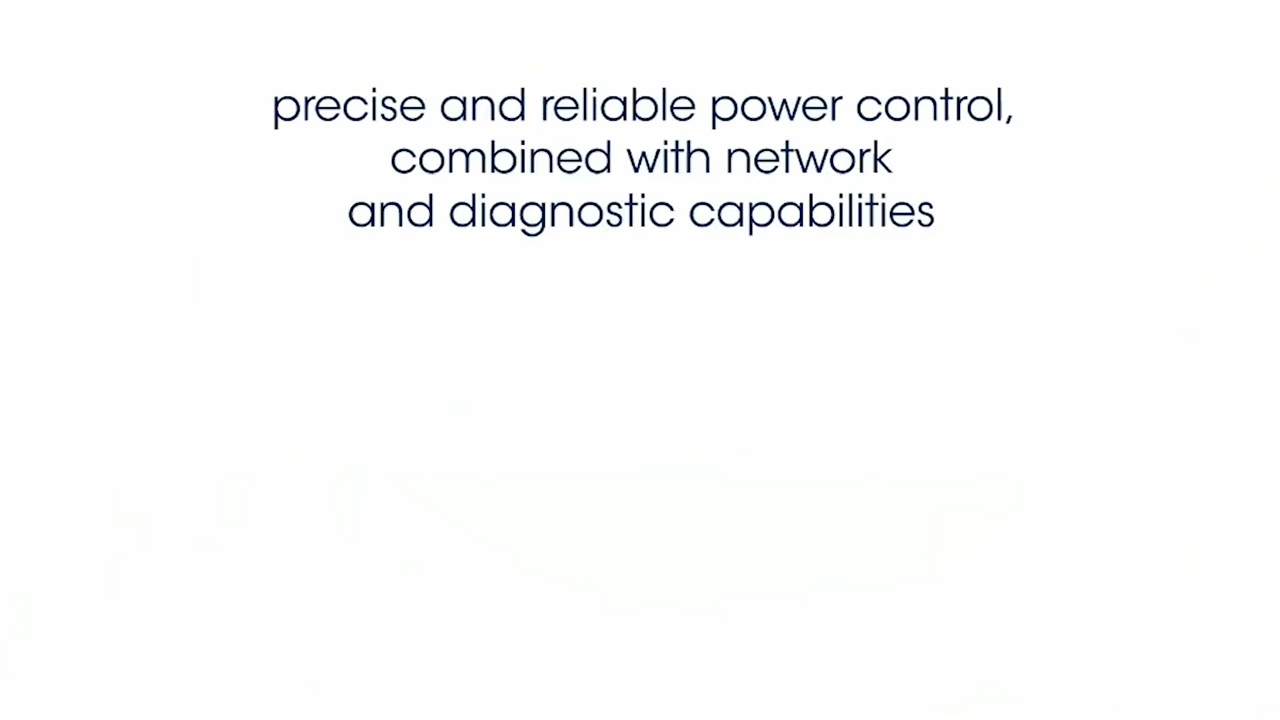 precise and reliable power control,
combined with network
and diagnostic capabilities